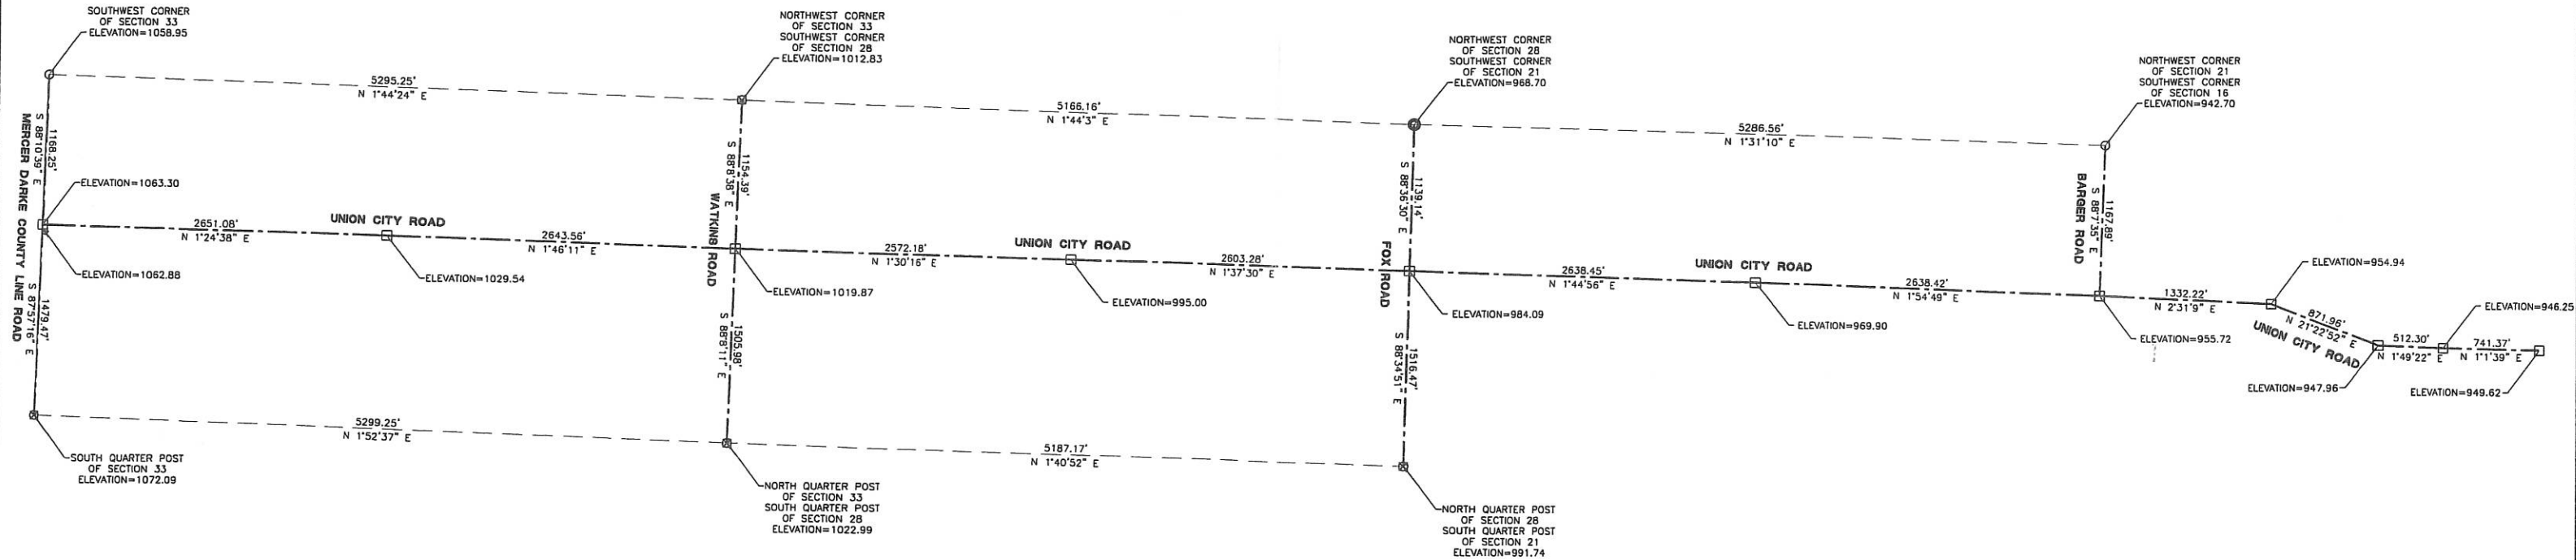 SOUTHWEST CORNER
OF SECTION 33
ELEVATION=1058.95
NORTHWEST CORNER
OF SECTION 33
SOUTHWEST CORNER
OF SECTION 28
ELEVATION=1012.83
NORTHWEST CORNER
OF SECTION 28
SOUTHWEST CORNER
OF SECTION 21
ELEVATION=968.70
NORTHWEST CORNER
OF SECTION 21
SOUTHWEST CORNER
OF SECTION 16
ELEVATION=942.70
5295.25'
N 1°44'24" E
5166.16'
N 1°44'3" E
5286.56'
N 1°31'10" E
1168.25'
S 88°10'39" E
MERCER DARKE COUNTY LINE ROAD
1479.47'
S 87°57'16" E
ELEVATION=1063.30
ELEVATION=1062.88
2651.08'
N 1°24'38" E
UNION CITY ROAD
ELEVATION=1029.54
2643.56'
N 1°46'11" E
1154.39'
S 88°8'38" E
WATKINS ROAD
1505.98'
S 88°8'11" E
ELEVATION=1019.87
2572.18'
N 1°30'16" E
UNION CITY ROAD
ELEVATION=995.00
2603.28'
N 1°37'30" E
1139.14'
S 88°36'30" E
FOX ROAD
1516.47'
S 88°34'51" E
ELEVATION=984.09
2638.45'
N 1°44'56" E
UNION CITY ROAD
ELEVATION=969.90
2638.42'
N 1°54'49" E
1167.89'
S 88°7'35" E
BARGER ROAD
ELEVATION=955.72
1332.22'
N 2°31'9" E
ELEVATION=954.94
871.96'
N 21°22'52" E
UNION CITY ROAD
ELEVATION=947.96
512.30'
N 1°49'22" E
ELEVATION=946.25
741.37'
N 1°1'39" E
ELEVATION=949.62
5299.25'
N 1°52'37" E
5187.17'
N 1°40'52" E
SOUTH QUARTER POST
OF SECTION 33
ELEVATION=1072.09
NORTH QUARTER POST
OF SECTION 33
SOUTH QUARTER POST
OF SECTION 28
ELEVATION=1022.99
NORTH QUARTER POST
OF SECTION 28
SOUTH QUARTER POST
OF SECTION 21
ELEVATION=991.74